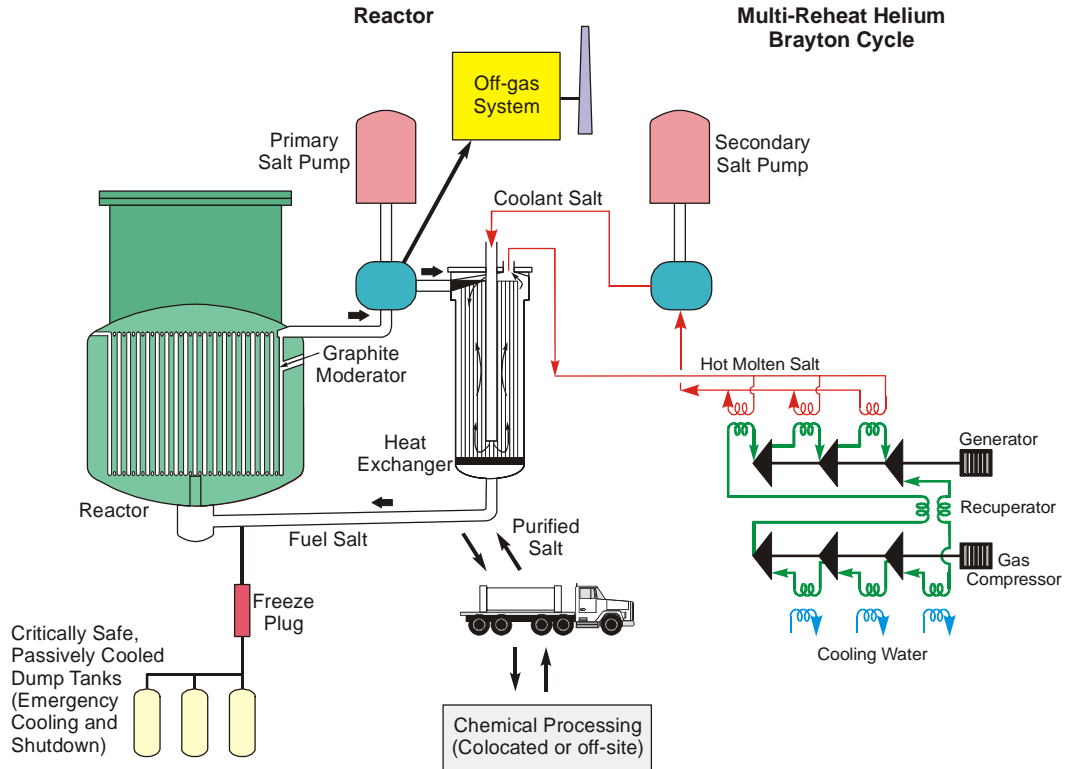 Reactor
Multi-Reheat Helium
Brayton Cycle
Off-gas
System
Primary
Salt Pump
Secondary
Salt Pump
Coolant Salt
Graphite
Moderator
Hot Molten Salt
Heat
Exchanger
Generator
Reactor
Recuperator
Fuel Salt
Purified
Salt
Gas
Compressor
Freeze
Plug
Critically Safe,
Passively Cooled
Dump Tanks
(Emergency
Cooling and
Shutdown)
Cooling Water
Chemical Processing
(Colocated or off-site)